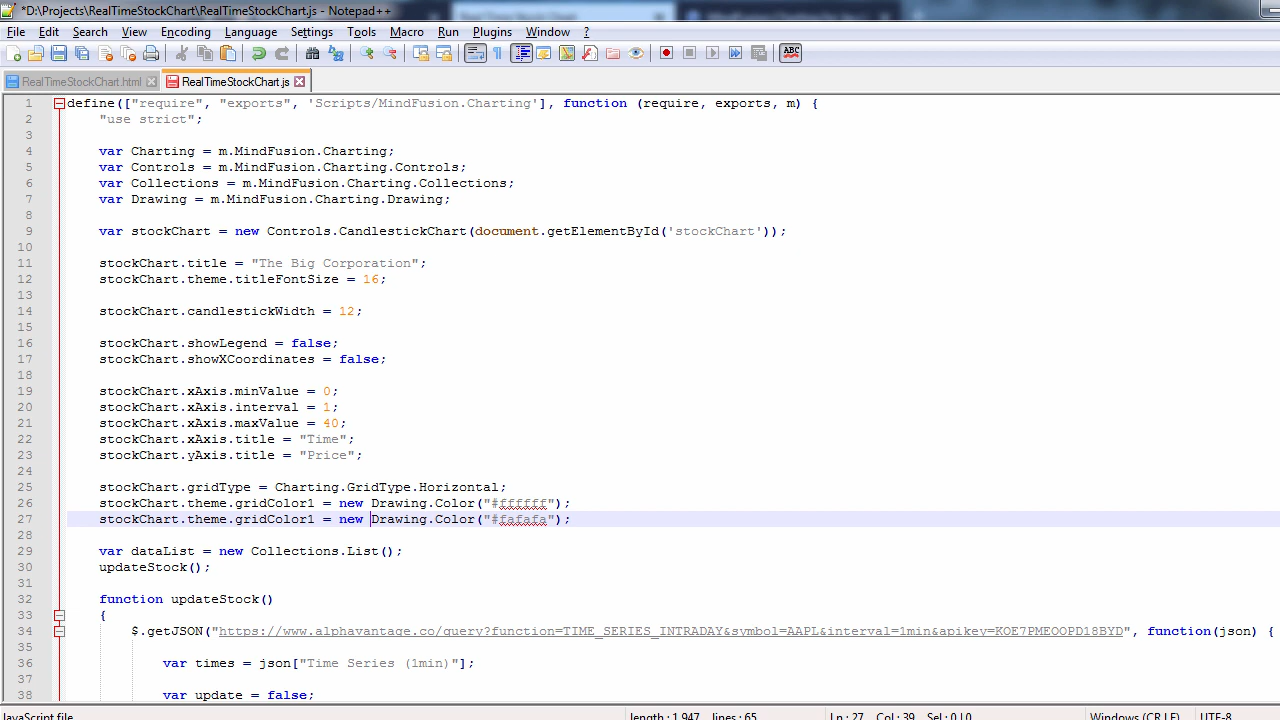 *D:\Projects\RealTimeStockChart\RealTimeStockChart.js - Notepad++
File Edit Search View Encoding Language Settings Tools Macro Run Plugins Window ?
RealTimeStockChart.html RealTimeStockChart.js
1 define(["require", "exports", 'Scripts/MindFusion.Charting'], function (require, exports, m) {
2 "use strict";
3
4 var Charting = m.MindFusion.Charting;
5 var Controls = m.MindFusion.Charting.Controls;
6 var Collections = m.MindFusion.Charting.Collections;
7 var Drawing = m.MindFusion.Charting.Drawing;
8
9 var stockChart = new Controls.CandlestickChart(document.getElementById('stockChart'));
10
11 stockChart.title = "The Big Corporation";
12 stockChart.theme.titleFontSize = 16;
13
14 stockChart.candlestickWidth = 12;
15
16 stockChart.showLegend = false;
17 stockChart.showXCoordinates = false;
18
19 stockChart.xAxis.minValue = 0;
20 stockChart.xAxis.interval = 1;
21 stockChart.xAxis.maxValue = 40;
22 stockChart.xAxis.title = "Time";
23 stockChart.yAxis.title = "Price";
24
25 stockChart.gridType = Charting.GridType.Horizontal;
26 stockChart.theme.gridColor1 = new Drawing.Color("#ffffff");
27 stockChart.theme.gridColor1 = new Drawing.Color("#fafafa");
28
29 var dataList = new Collections.List();
30 updateStock();
31
32 function updateStock()
33 {
34 $.getJSON("https://www.alphavantage.co/query?function=TIME_SERIES_INTRADAY&symbol=AAPL&interval=1min&apikey=KOE7PMEOOPD18BYD", function(json) {
35
36 var times = json["Time Series (1min)"];
37
38 var update = false;
JavaScript file length : 1,947 lines : 65 Ln : 27 Col : 39 Sel : 0 | 0 Windows (CR LF) UTF-8